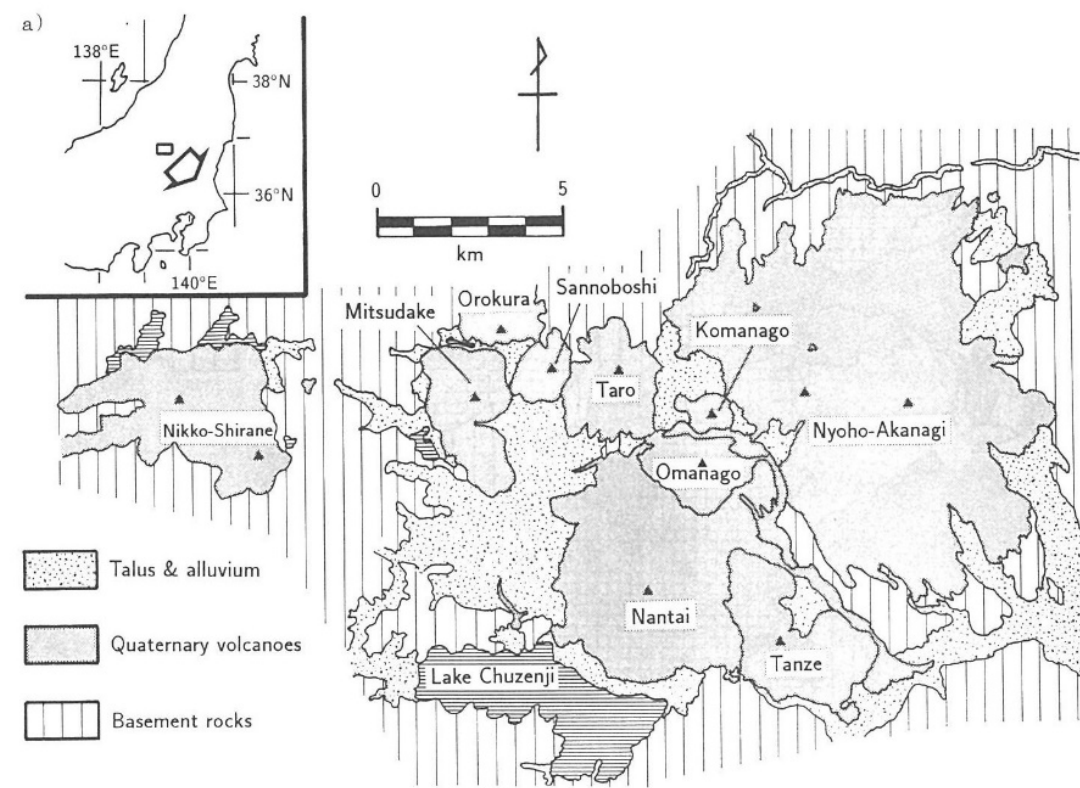 a)
138°E
38°N
36°N
140°E
0 5
km
Mitsudake
Orokura
Sannoboshi
Komanago
Taro
Nikko-Shirane
Nyoho-Akanagi
Omanago
Talus & alluvium
Nantai
Quaternary volcanoes
Tanze
Lake Chuzenji
Basement rocks